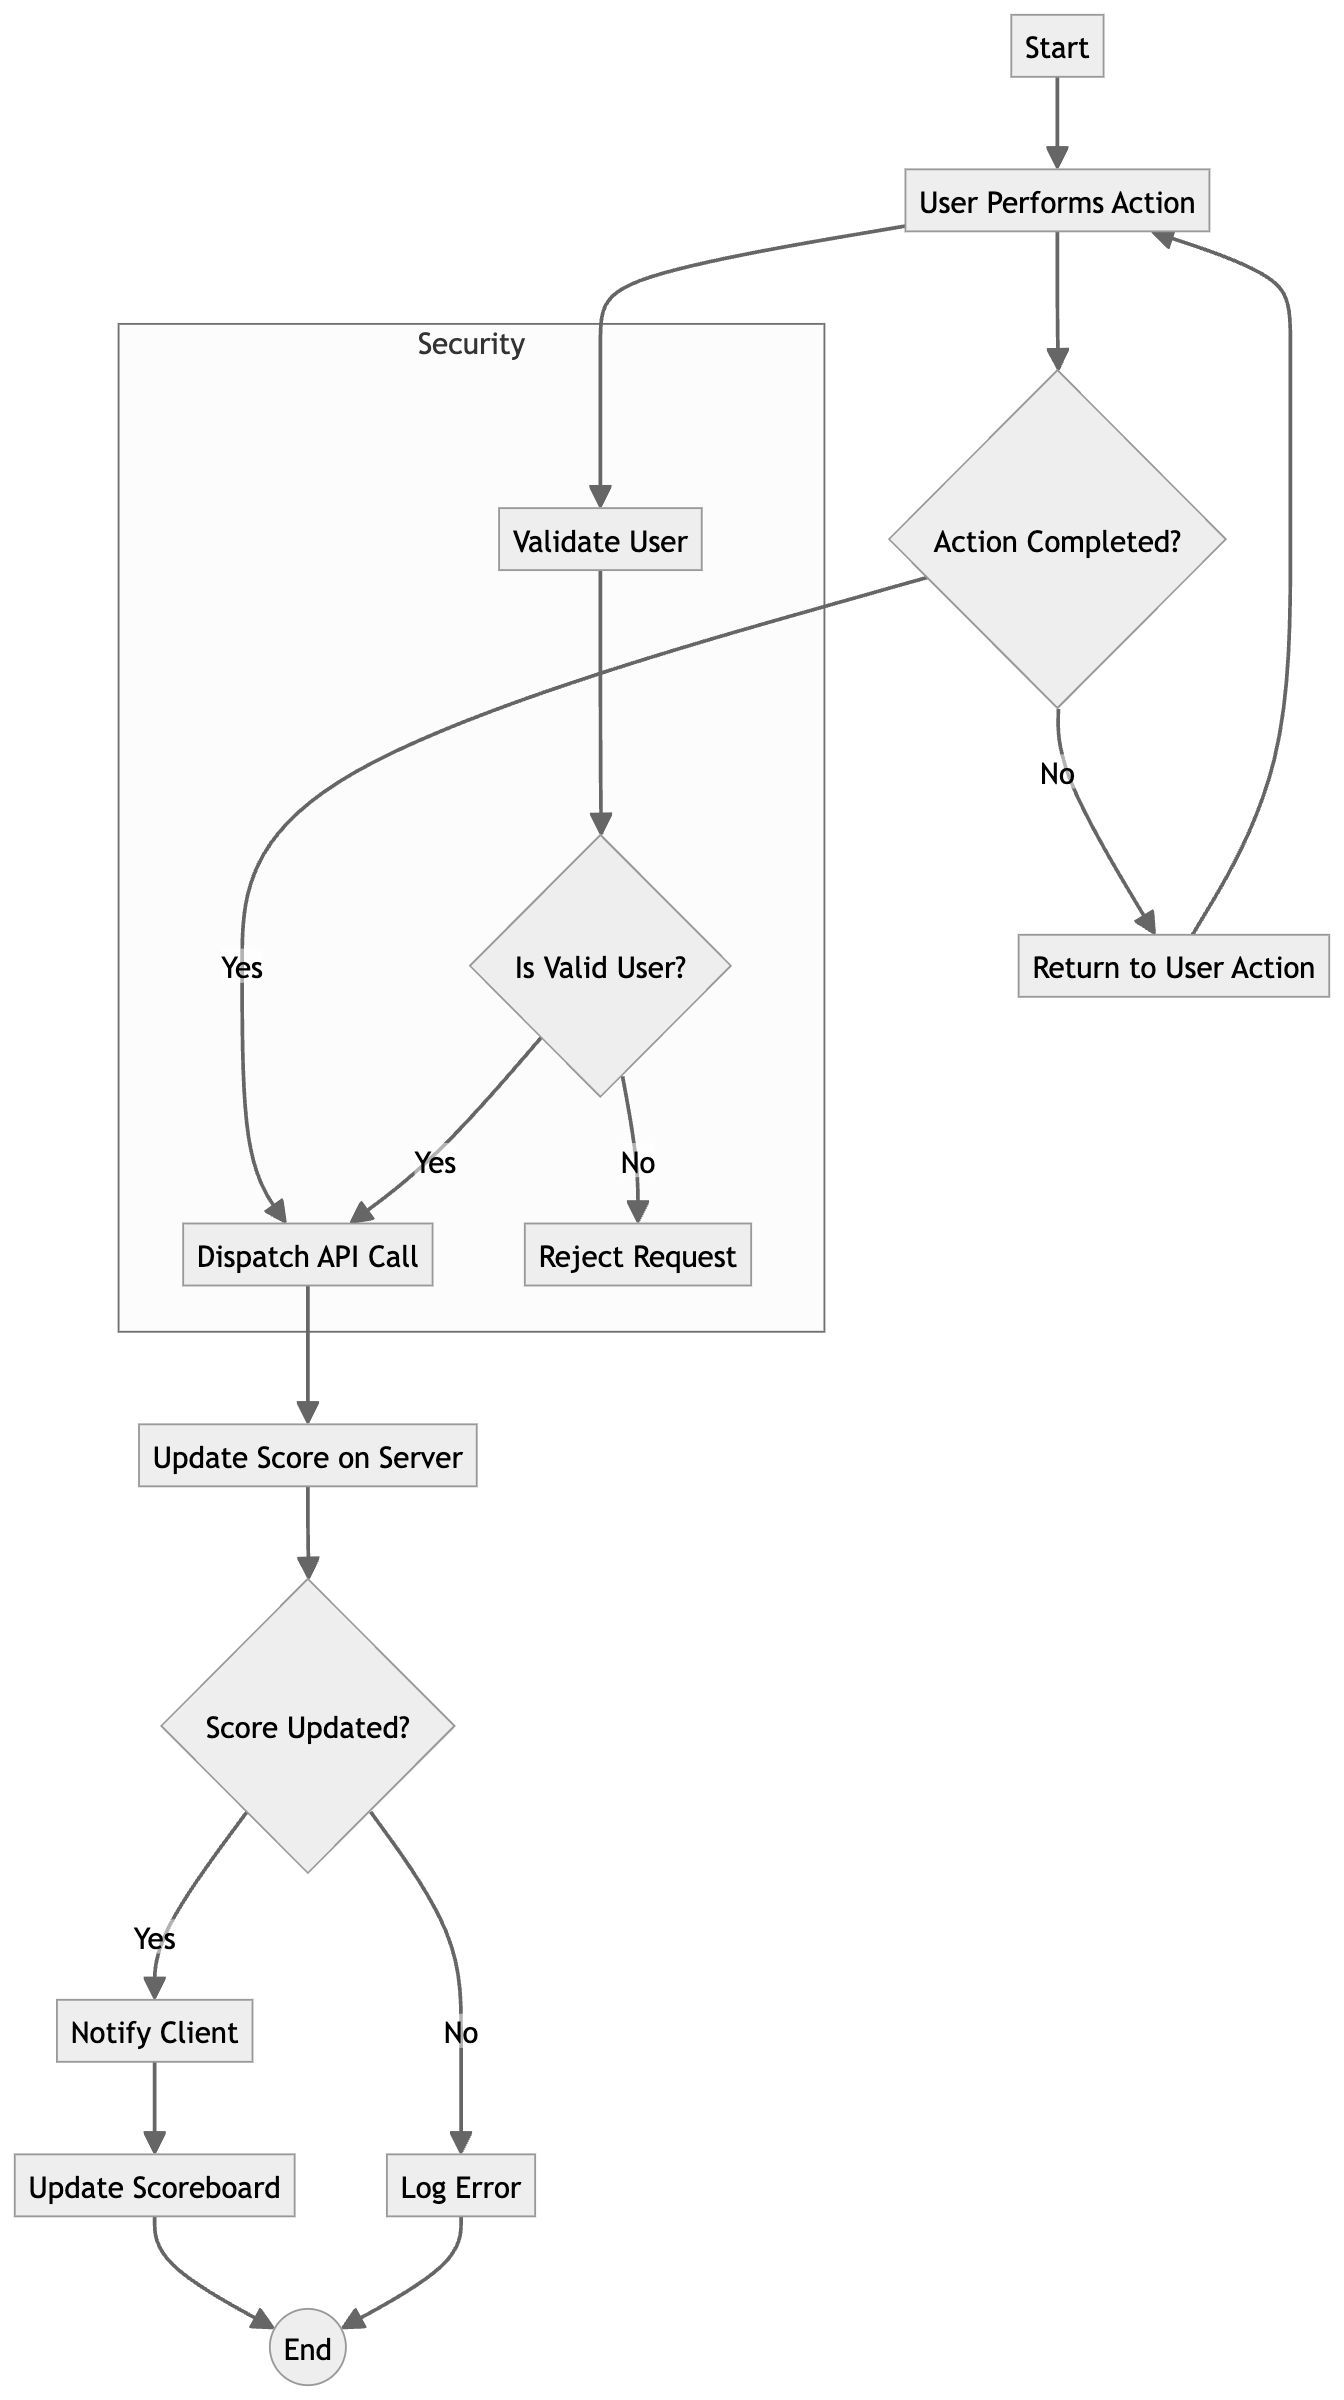 Start
User Performs Action
Security
Validate User
Action Completed?
No
Yes
Is Valid User?
Return to User Action
Yes
No
Dispatch API Call
Reject Request
Update Score on Server
Score Updated?
Yes
Notify Client
No
Update Scoreboard
Log Error
End